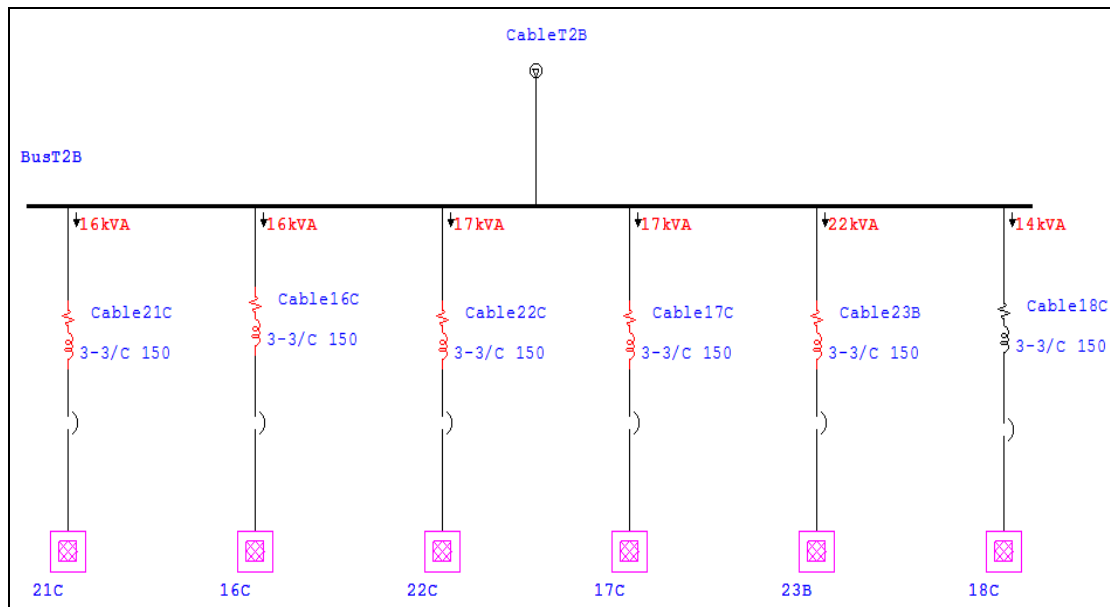 CableT2B
BusT2B
16kVA
16kVA
17kVA
17kVA
22kVA
14kVA
Cable21C
Cable16C
Cable22C
Cable17C
Cable23B
Cable18C
3-3/C 150
3-3/C 150
3-3/C 150
3-3/C 150
3-3/C 150
3-3/C 150
21C
16C
22C
17C
23B
18C